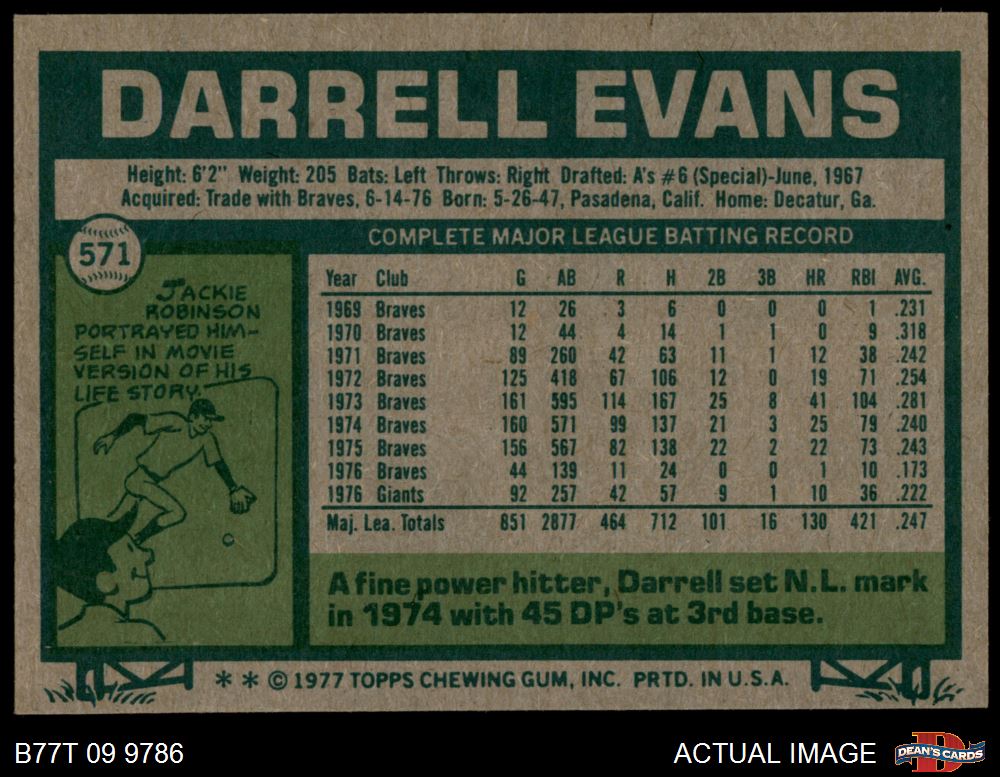 DARRELL EVANS
Height: 6'2" Weight: 205 Bats: Left Throws: Right Drafted: A's #6 (Special)-June, 1967
Acquired: Trade with Braves, 6-14-76 Born: 5-26-47, Pasadena, Calif. Home: Decatur, Ga.
571
JACKIE
ROBINSON
PORTRAYED HIM-
SELF IN MOVIE
VERSION OF HIS
LIFE STORY.
COMPLETE MAJOR LEAGUE BATTING RECORD
Year Club G AB R H 2B 3B HR RBI AVG.
1969 Braves 12 26 3 6 0 0 0 1 .231
1970 Braves 12 44 4 14 1 1 0 9 .318
1971 Braves 89 260 42 63 11 1 12 38 .242
1972 Braves 125 418 67 106 12 0 19 71 .254
1973 Braves 161 595 114 167 25 8 41 104 .281
1974 Braves 160 571 99 137 21 3 25 79 .240
1975 Braves 156 567 82 138 22 2 22 73 .243
1976 Braves 44 139 11 24 0 0 1 10 .173
1976 Giants 92 257 42 57 9 1 10 36 .222
Maj. Lea. Totals 851 2877 464 712 101 16 130 421 .247
A fine power hitter, Darrell set N.L. mark
in 1974 with 45 DP's at 3rd base.
* * © 1977 TOPPS CHEWING GUM, INC. PRTD. IN U.S.A.
B77T 09 9786
ACTUAL IMAGE
D
DEAN'S CARDS